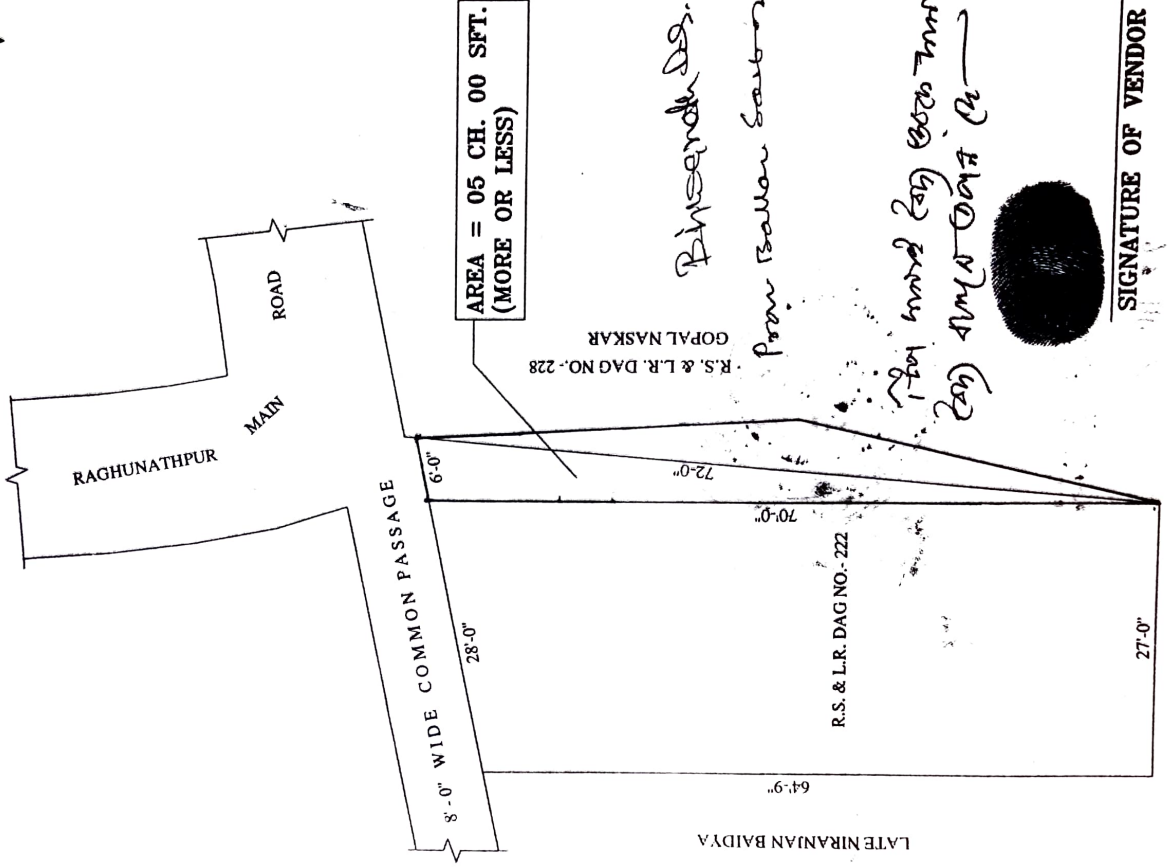 AREA = 05 CH. 00 SFT.
(MORE OR LESS)
RAGHUNATHPUR
MAIN
ROAD
8'-0" WIDE COMMON PASSAGE
28'-0"
6'-0"
72'-0"
70'-0"
R.S. & L.R. DAG NO.-228
GOPAL NASKAR
R.S. & L.R. DAG NO.- 222
64'-9"
27'-0"
LATE NIRANJAN BAIDYA
SIGNATURE OF VENDOR